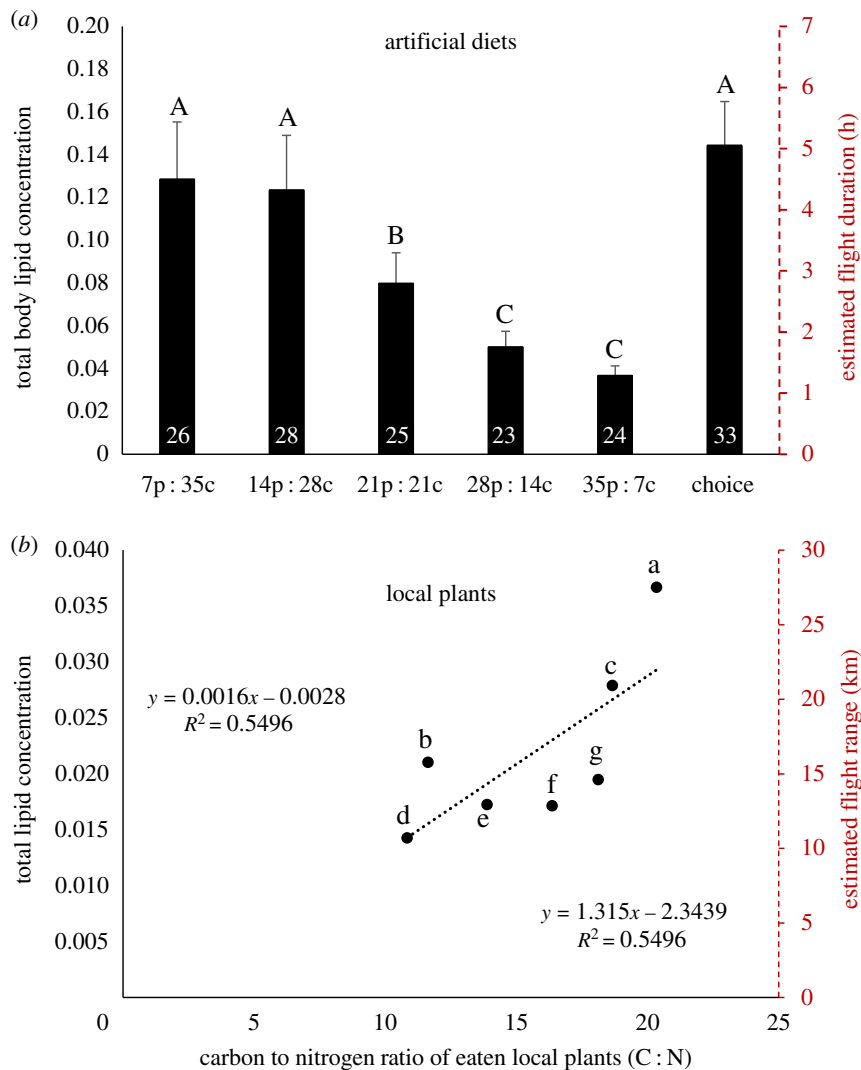 (a)
artificial diets
total body lipid concentration
0.20
0.18
0.16
0.14
0.12
0.10
0.08
0.06
0.04
0.02
0
A
A
B
C
C
A
26
28
25
23
24
33
7p : 35c
14p : 28c
21p : 21c
28p : 14c
35p : 7c
choice
7
6
5
4
3
2
1
0
estimated flight duration (h)
(b)
local plants
total lipid concentration
0.040
0.035
0.030
0.025
0.020
0.015
0.010
0.005
y = 0.0016x – 0.0028
R² = 0.5496
a
c
b
g
f
d
e
y = 1.315x – 2.3439
R² = 0.5496
30
25
20
15
10
5
0
estimated flight range (km)
0
5
10
15
20
25
carbon to nitrogen ratio of eaten local plants (C : N)